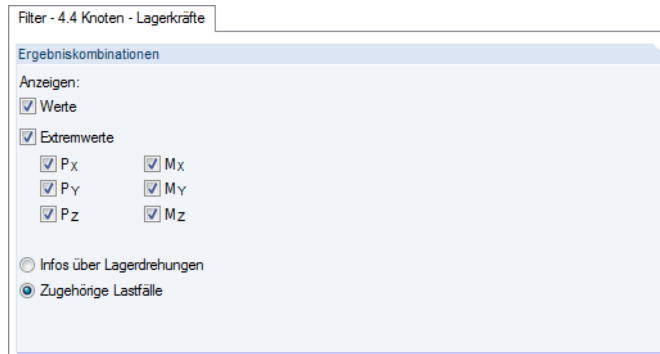 Filter - 4.4 Knoten - Lagerkräfte
Ergebniskombinationen
Anzeigen:
Werte
Extremwerte
PX MX
PY MY
PZ MZ
Infos über Lagerdrehungen
Zugehörige Lastfälle